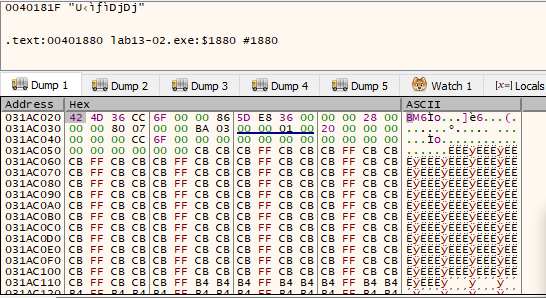 0040181F "U‹ìƒìDjDj"
.text:00401880 lab13-02.exe:$1880 #1880
Dump 1 Dump 2 Dump 3 Dump 4 Dump 5 Watch 1 [x=] Locals
Address Hex ASCII
031AC020 42 4D 36 CC 6F 00 00 86 5D E8 36 00 00 00 28 00 BM6Ìo...]è6...(.
031AC030 00 00 80 07 00 00 BA 03 00 00 01 00 20 00 00 00 ......º..... ...
031AC040 00 00 00 CC 6F 00 00 00 00 00 00 00 00 00 00 00 ...Ìo...........
031AC050 00 00 00 00 00 00 CB CB CB FF CB CB CB FF CB CB ......ËËËÿËËËÿËË
031AC060 CB FF CB CB CB FF CB CB CB FF CB CB CB FF CB CB ËÿËËËÿËËËÿËËËÿËË
031AC070 CB FF CB CB CB FF CB CB CB FF CB CB CB FF CB CB ËÿËËËÿËËËÿËËËÿËË
031AC080 CB FF CB CB CB FF CB CB CB FF CB CB CB FF CB CB ËÿËËËÿËËËÿËËËÿËË
031AC090 CB FF CB CB CB FF CB CB CB FF CB CB CB FF CB CB ËÿËËËÿËËËÿËËËÿËË
031AC0A0 CB FF CB CB CB FF CB CB CB FF CB CB CB FF CB CB ËÿËËËÿËËËÿËËËÿËË
031AC0B0 CB FF CB CB CB FF CB CB CB FF CB CB CB FF CB CB ËÿËËËÿËËËÿËËËÿËË
031AC0C0 CB FF CB CB CB FF CB CB CB FF CB CB CB FF CB CB ËÿËËËÿËËËÿËËËÿËË
031AC0D0 CB FF CB CB CB FF CB CB CB FF CB CB CB FF CB CB ËÿËËËÿËËËÿËËËÿËË
031AC0E0 CB FF CB CB CB FF CB CB CB FF CB CB CB FF CB CB ËÿËËËÿËËËÿËËËÿËË
031AC0F0 CB FF CB CB CB FF CB CB CB FF CB CB CB FF CB CB ËÿËËËÿËËËÿËËËÿËË
031AC100 CB FF CB CB CB FF CB CB CB FF CB CB CB FF CB CB ËÿËËËÿËËËÿËËËÿËË
031AC110 CB FF CB CB CB FF B4 B4 B4 FF B4 B4 B4 FF B4 B4 ËÿËËËÿ´´´ÿ´´´ÿ´´
031AC120 B4 FF B4 B4 B4 FF B4 B4 B4 FF B4 B4 B4 FF B4 B4